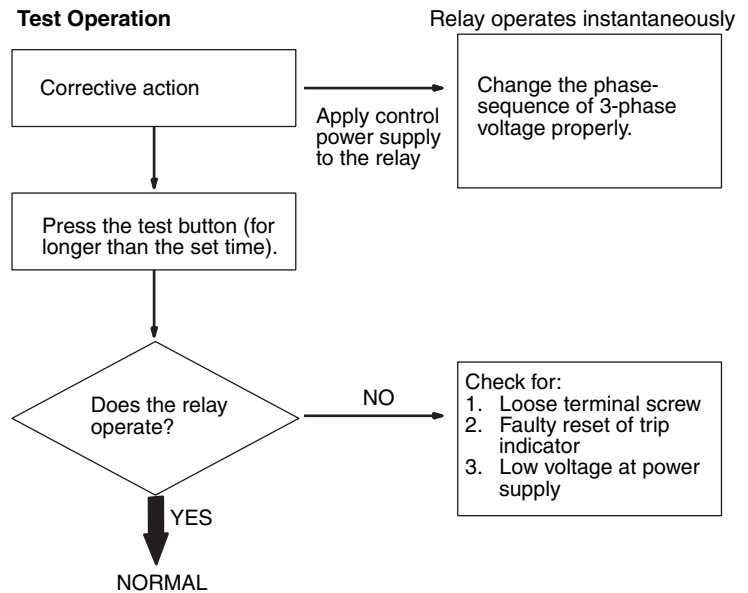 Test Operation
Relay operates instantaneously
Corrective action
Apply control
power supply
to the relay
Change the phase-
sequence of 3-phase
voltage properly.
Press the test button (for
longer than the set time).
Does the relay
operate?
NO
Check for:
1. Loose terminal screw
2. Faulty reset of trip
indicator
3. Low voltage at power
supply
YES
NORMAL